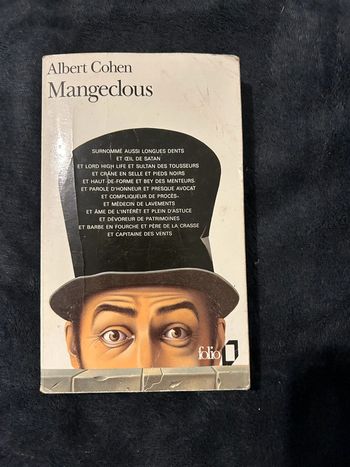 Albert Cohen
Mangeclous
SURNOMMÉ AUSSI LONGUES DENTS
ET ŒIL DE SATAN
ET LORD HIGH LIFE ET SULTAN DES TOUSSEURS
ET CRÂNE EN SELLE ET PIEDS NOIRS
ET HAUT-DE-FORME ET BEY DES MENTEURS
ET PAROLE D'HONNEUR ET PRESQUE AVOCAT
ET COMPLIQUEUR DE PROCÈS
ET MÉDECIN DE LAVEMENTS
ET ÂME DE L'INTÉRÊT ET PLEIN D'ASTUCE
ET DÉVOREUR DE PATRIMOINES
ET BARBE EN FOURCHE ET PÈRE DE LA CRASSE
ET CAPITAINE DES VENTS
folio